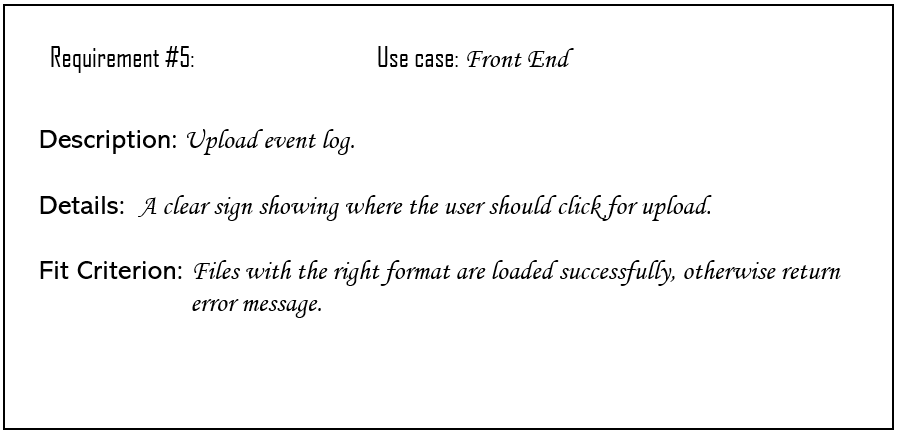 Requirement #5: Use case: Front End
Description: Upload event log.
Details: A clear sign showing where the user should click for upload.
Fit Criterion: Files with the right format are loaded successfully, otherwise return
error message.